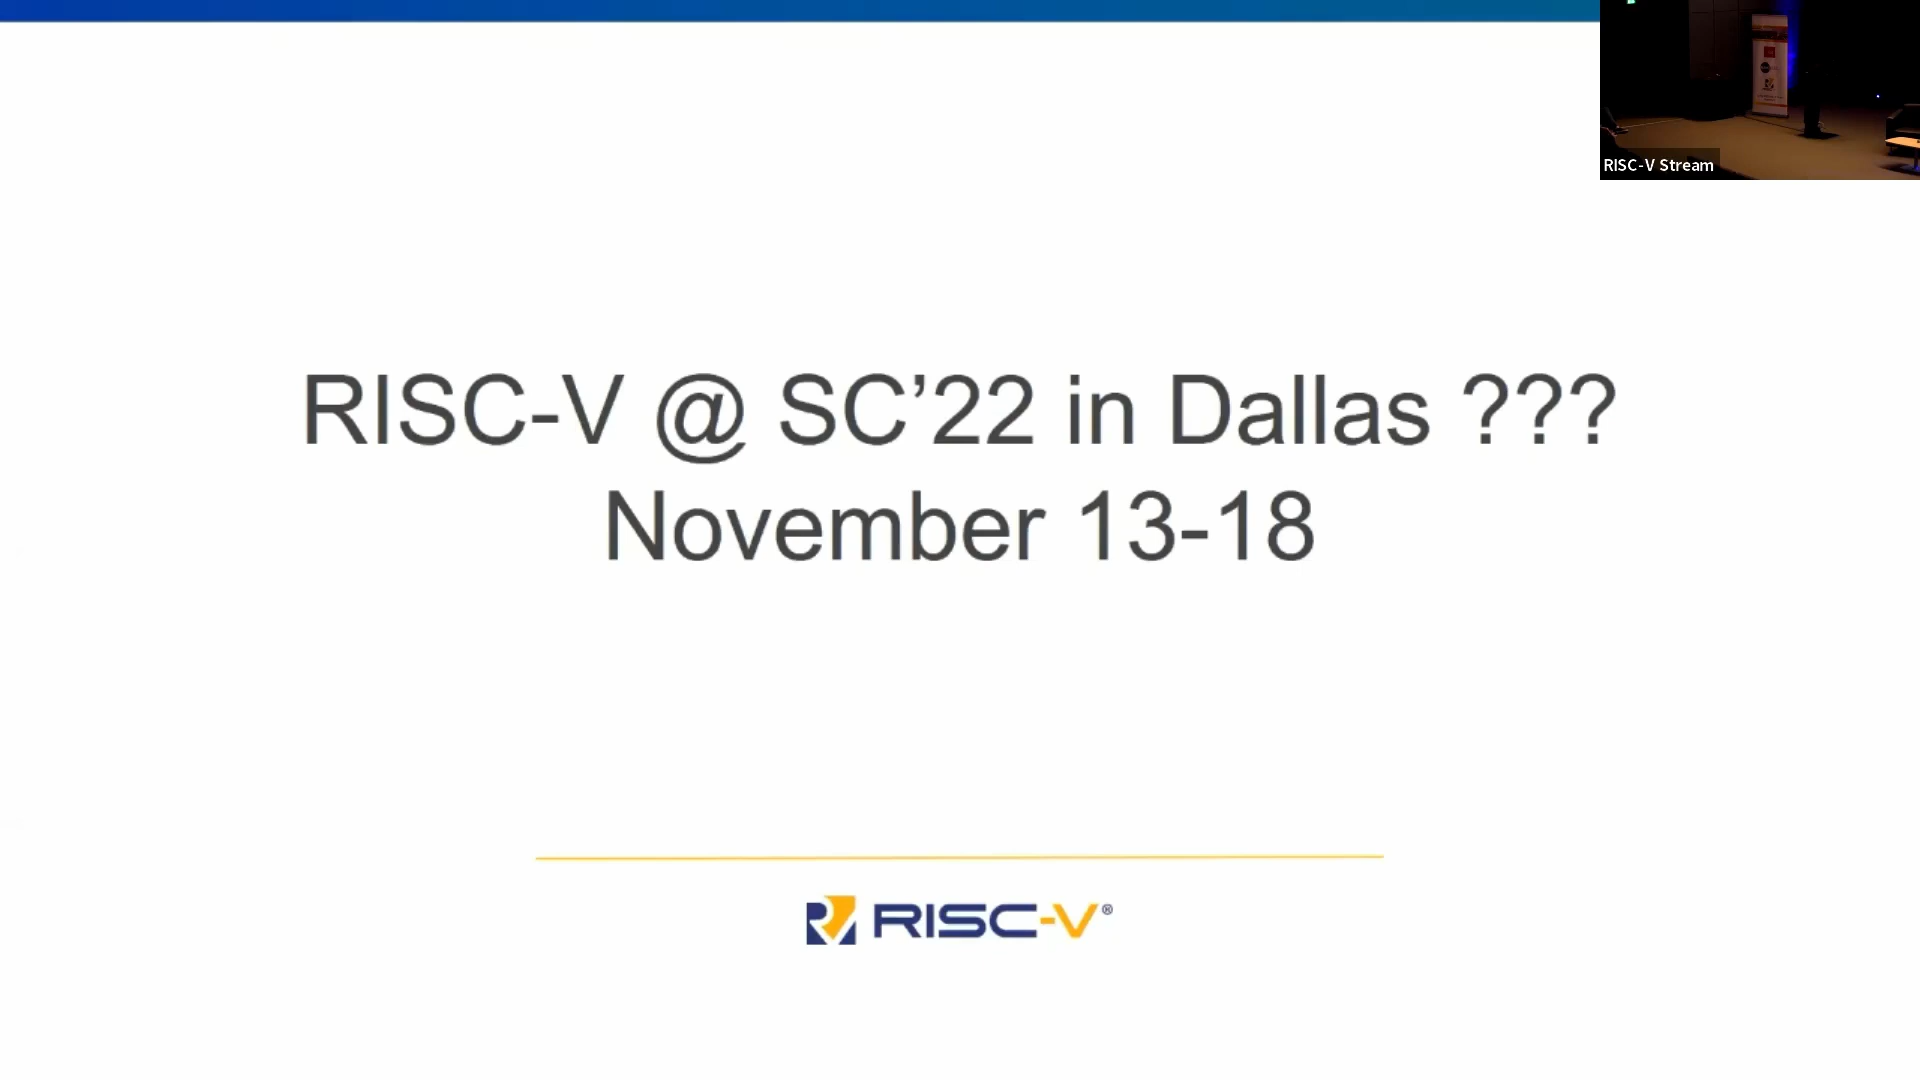 RISC-V Stream
RISC-V @ SC’22 in Dallas ???
November 13-18
RISC-V®